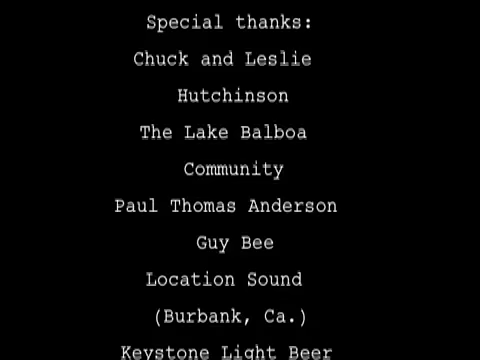 Special thanks:
Chuck and Leslie
Hutchinson
The Lake Balboa
Community
Paul Thomas Anderson
Guy Bee
Location Sound
(Burbank, Ca.)
Keystone Light Beer